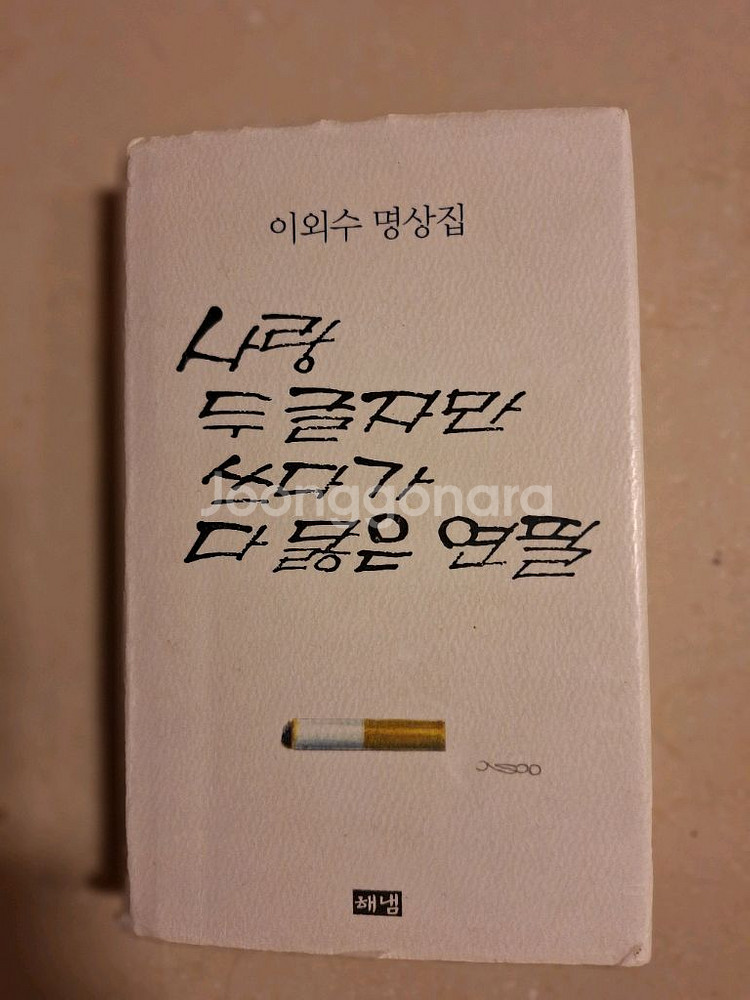 이외수 명상집
사랑
두 글자만
쓰다가
다 닳은 연필
Joonggonara
해냄